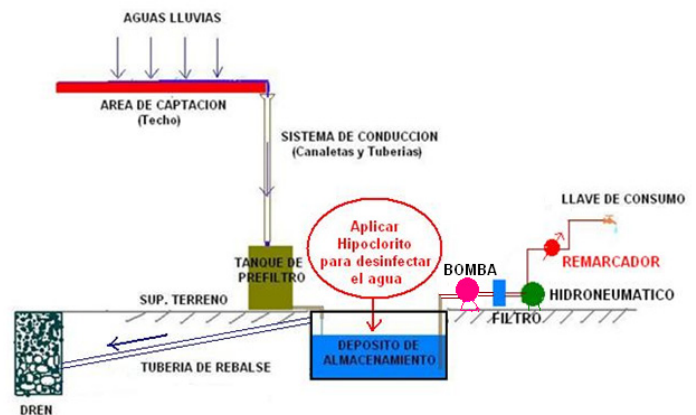 AGUAS LLUVIAS
AREA DE CAPTACION
(Techo)
SISTEMA DE CONDUCCION
(Canaletas y Tuberias)
LLAVE DE CONSUMO
Aplicar
Hipoclorito
para desinfectar
el agua
TANQUE DE
PREFILTRO
BOMBA
REMARCADOR
SUP. TERRENO
HIDRONEUMATICO
FILTRO
DEPOSITO DE
ALMACENAMIENTO
TUBERIA DE REBALSE
DREN